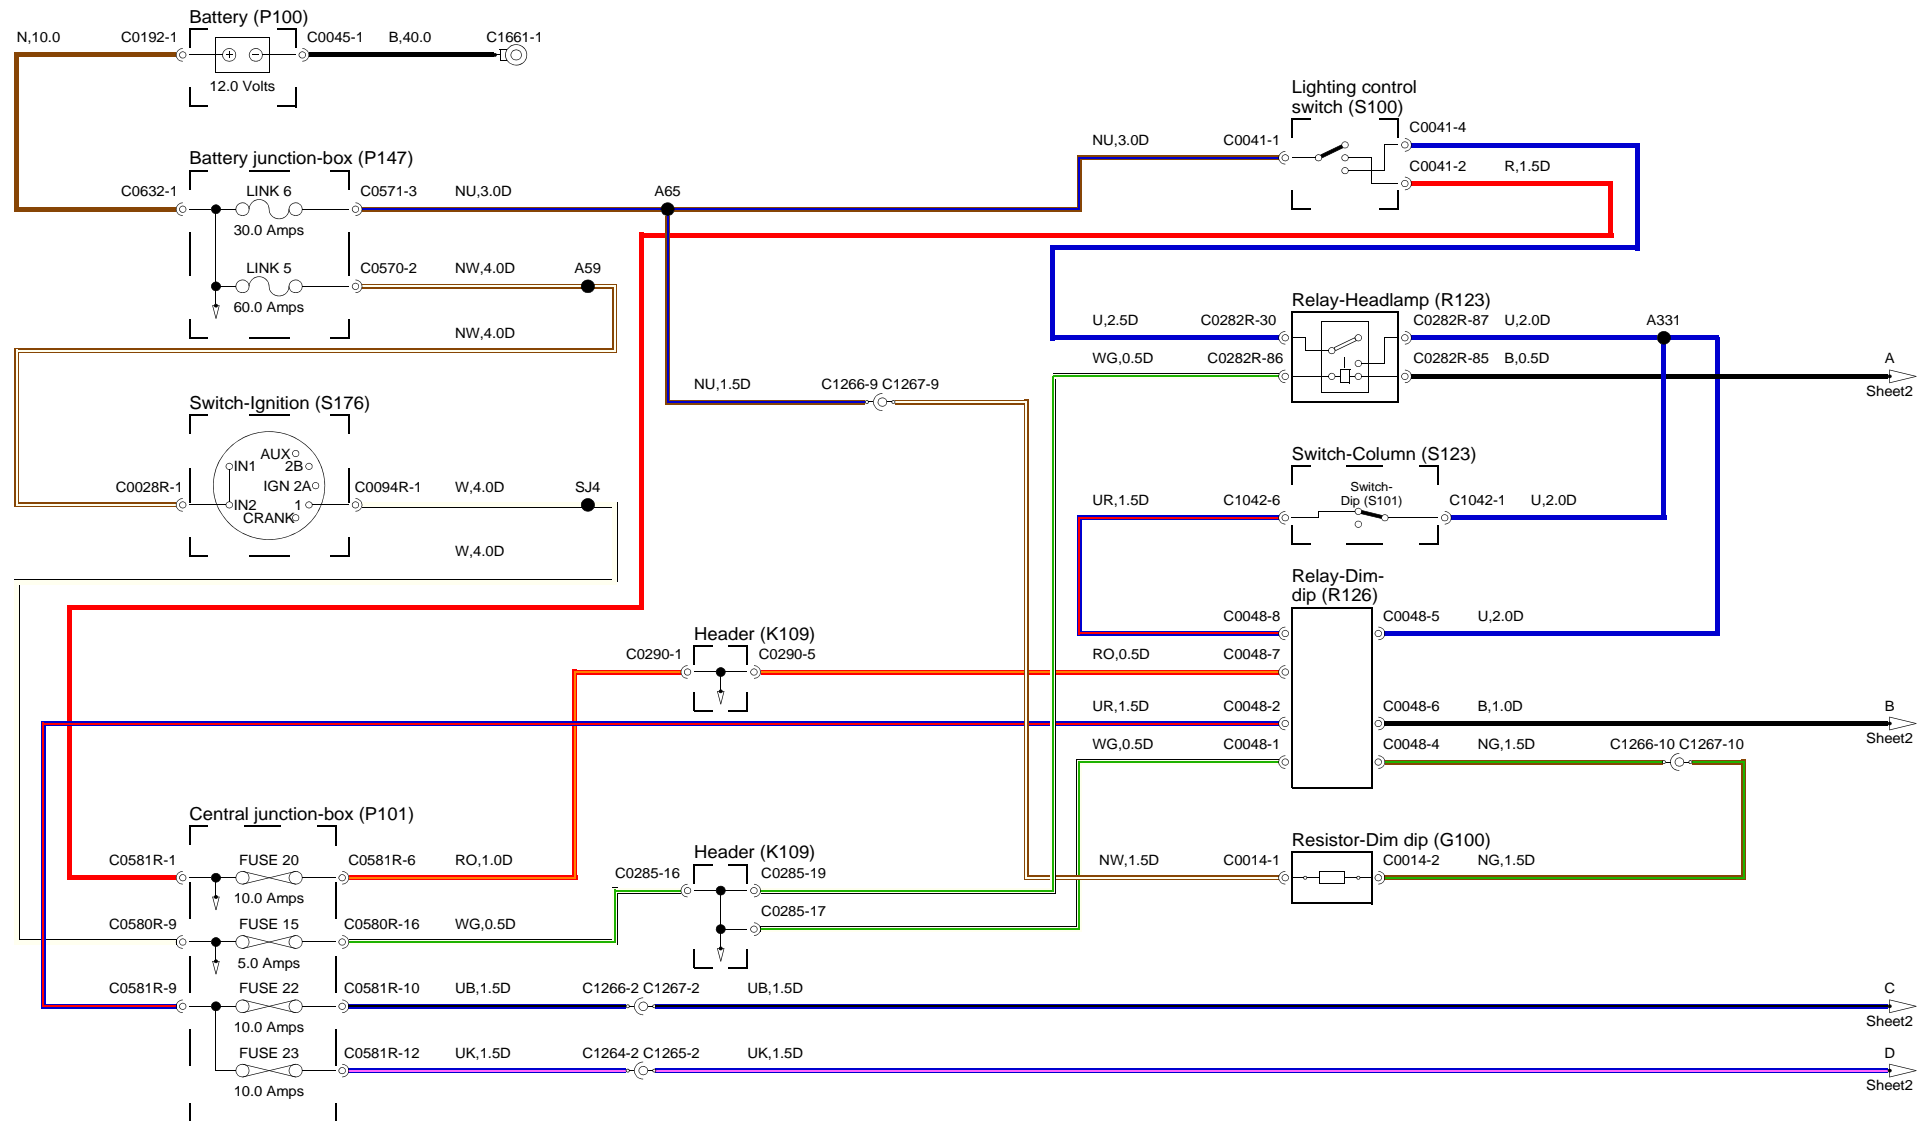 Battery (P100)
N,10.0 C0192-1 C0045-1 B,40.0 C1661-1
12.0 Volts
Lighting control
switch (S100)
C0041-4
NU,3.0D C0041-1
C0041-2 R,1.5D
Battery junction-box (P147)
C0632-1 LINK 6 C0571-3 NU,3.0D A65
30.0 Amps
LINK 5 C0570-2 NW,4.0D A59
60.0 Amps
NW,4.0D
Relay-Headlamp (R123)
U,2.5D C0282R-30 C0282R-87 U,2.0D A331
WG,0.5D C0282R-86 C0282R-85 B,0.5D A
Sheet2
NU,1.5D C1266-9 C1267-9
Switch-Ignition (S176)
AUX
IN1 2B
IGN 2A
C0028R-1 IN2 1 C0094R-1 W,4.0D SJ4
CRANK
W,4.0D
Switch-Column (S123)
Switch-
Dip (S101)
UR,1.5D C1042-6 C1042-1 U,2.0D
Relay-Dim-
dip (R126)
C0048-8 C0048-5 U,2.0D
Header (K109)
C0290-1 C0290-5 RO,0.5D C0048-7
UR,1.5D C0048-2 C0048-6 B,1.0D B
Sheet2
WG,0.5D C0048-1 C0048-4 NG,1.5D C1266-10 C1267-10
Central junction-box (P101)
C0581R-1 FUSE 20 C0581R-6 RO,1.0D
10.0 Amps
Header (K109)
C0285-16 C0285-19
C0285-17
Resistor-Dim dip (G100)
NW,1.5D C0014-1 C0014-2 NG,1.5D
C0580R-9 FUSE 15 C0580R-16 WG,0.5D
5.0 Amps
C0581R-9 FUSE 22 C0581R-10 UB,1.5D C1266-2 C1267-2 UB,1.5D C
10.0 Amps Sheet2
FUSE 23 C0581R-12 UK,1.5D C1264-2 C1265-2 UK,1.5D D
10.0 Amps Sheet2